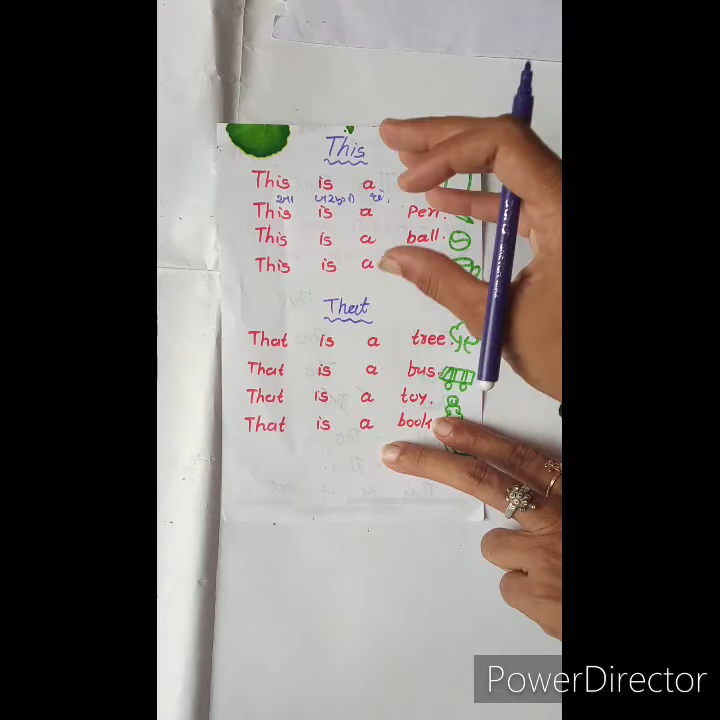 This
This is a
આ છે.
This is a Pen.
This is a ball.
This is a
That
That is a tree.
That is a bus.
That is a toy.
That is a book
PowerDirector